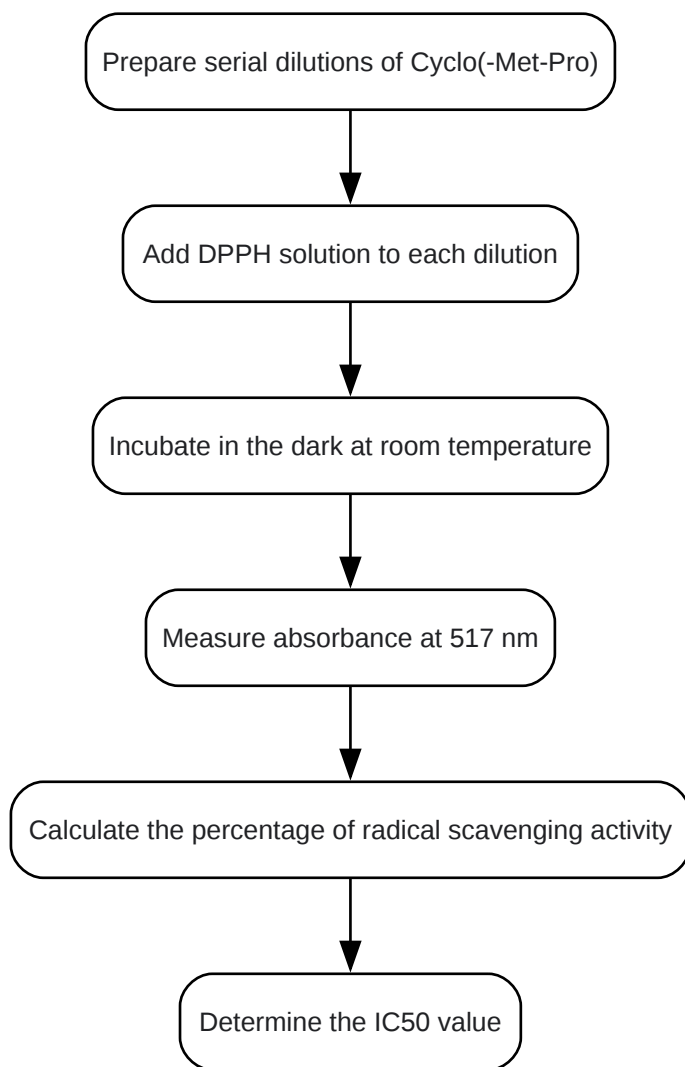 Prepare serial dilutions of Cyclo(-Met-Pro)
Add DPPH solution to each dilution
Incubate in the dark at room temperature
Measure absorbance at 517 nm
Calculate the percentage of radical scavenging activity
Determine the IC50 value